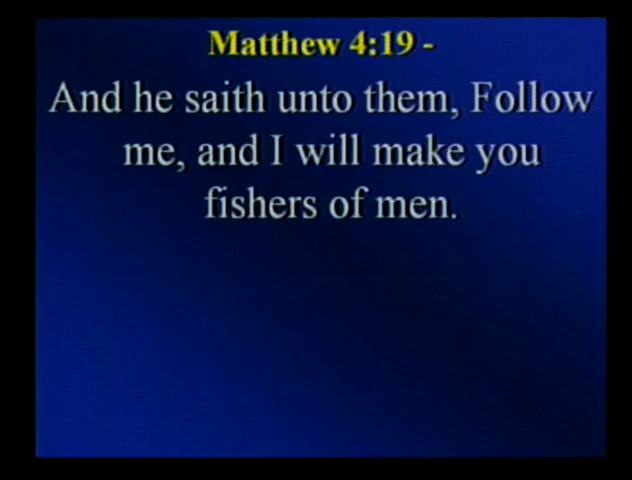 Matthew 4:19 -
And he saith unto them, Follow
me, and I will make you
fishers of men.